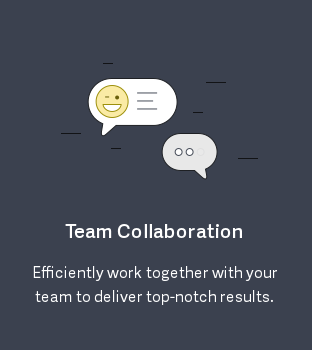 Team Collaboration
Efficiently work together with your
team to deliver top-notch results.